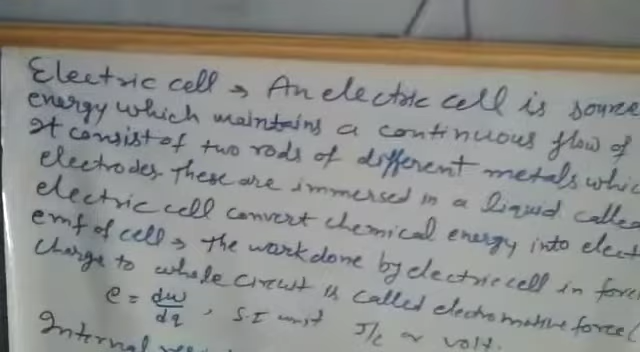 Electric cell → An electric cell is source
energy which maintains a continuous flow of
It consist of two rods of different metals whic
electrodes. These are immersed in a liquid called
electric cell convert chemical energy into elect
emf of cell → The work done by electric cell in forc
charge to whole circuit is called electromotive force(
e = dw/dq , S.I unit J/c or volt.
Internal